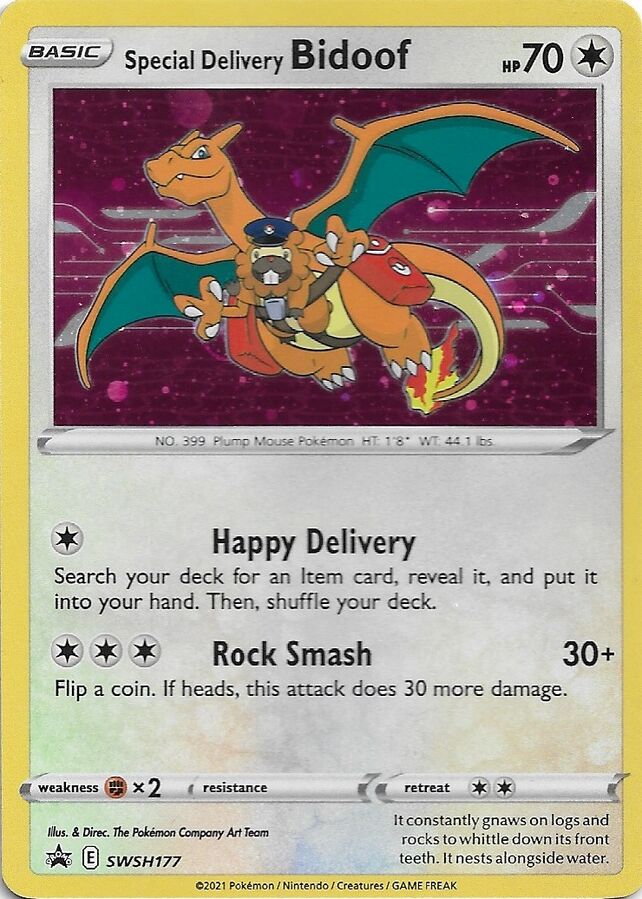 BASIC Special Delivery Bidoof HP70
NO. 399 Plump Mouse Pokémon HT: 1'8" WT: 44.1 lbs.
Happy Delivery
Search your deck for an Item card, reveal it, and put it
into your hand. Then, shuffle your deck.
Rock Smash 30+
Flip a coin. If heads, this attack does 30 more damage.
weakness ×2 resistance retreat
Illus. & Direc. The Pokémon Company Art Team
E SWSH177
It constantly gnaws on logs and
rocks to whittle down its front
teeth. It nests alongside water.
©2021 Pokémon / Nintendo / Creatures / GAME FREAK